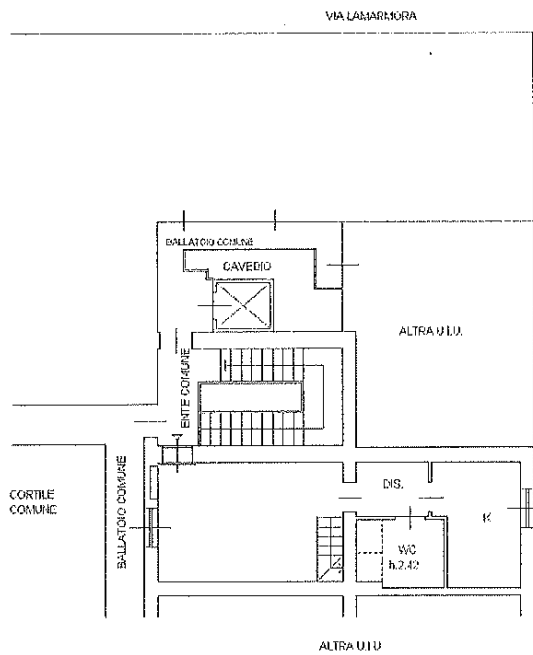 VIA LAMARMORA
BALLATOIO COMUNE
CAVEDIO
ALTRA U.I.U.
ENTE COMUNE
DIS.
CORTILE
COMUNE
BALLATOIO COMUNE
K
WC
h.2.42
ALTRA U.I.U